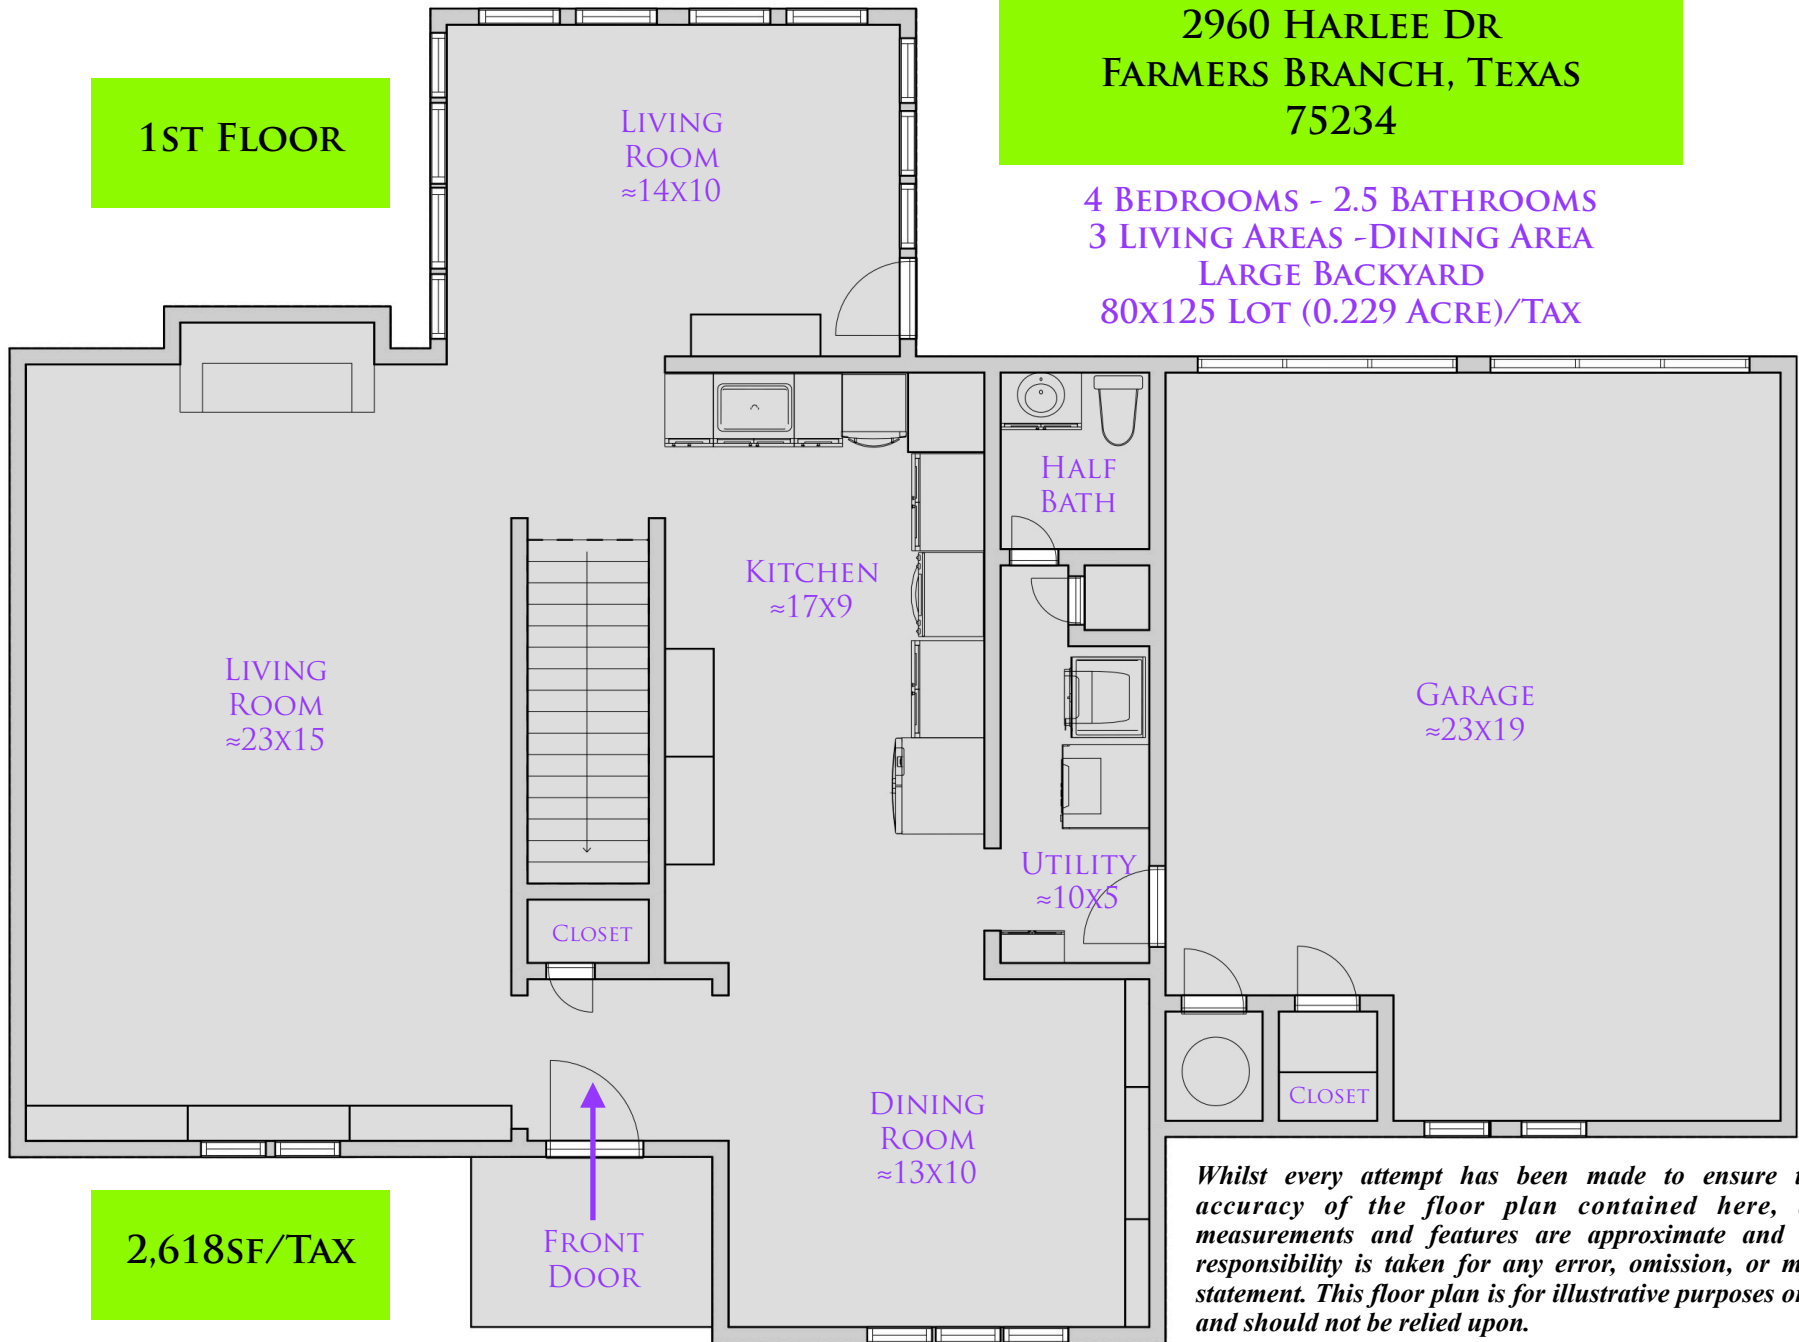 1st Floor
2960 Harlee Dr
Farmers Branch, Texas
75234
4 Bedrooms - 2.5 Bathrooms
3 Living Areas -Dining Area
Large Backyard
80x125 Lot (0.229 Acre)/Tax
Living
Room
≈14x10
Half
Bath
Kitchen
≈17x9
Living
Room
≈23x15
Garage
≈23x19
Utility
≈10x5
Closet
Closet
Dining
Room
≈13x10
Front
Door
2,618sf/Tax
Whilst every attempt has been made to ensure
accuracy of the floor plan contained here,
measurements and features are approximate and
responsibility is taken for any error, omission, or
statement. This floor plan is for illustrative purposes
and should not be relied upon.